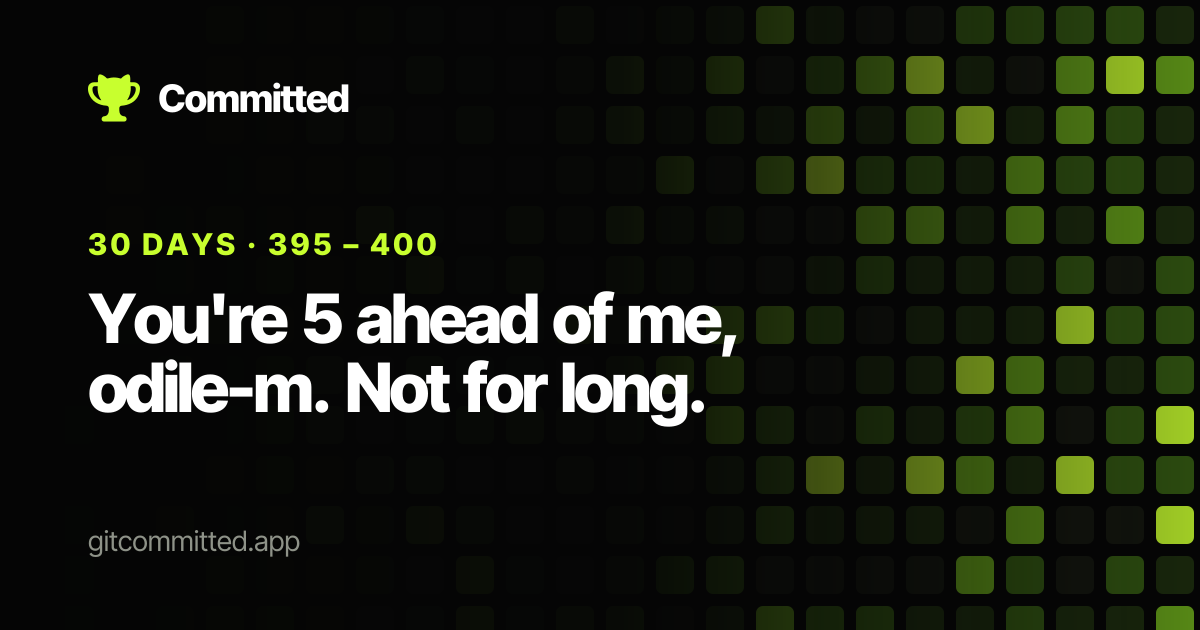 Committed
30 DAYS · 395 – 400
You're 5 ahead of me,
odile-m. Not for long.
gitcommitted.app